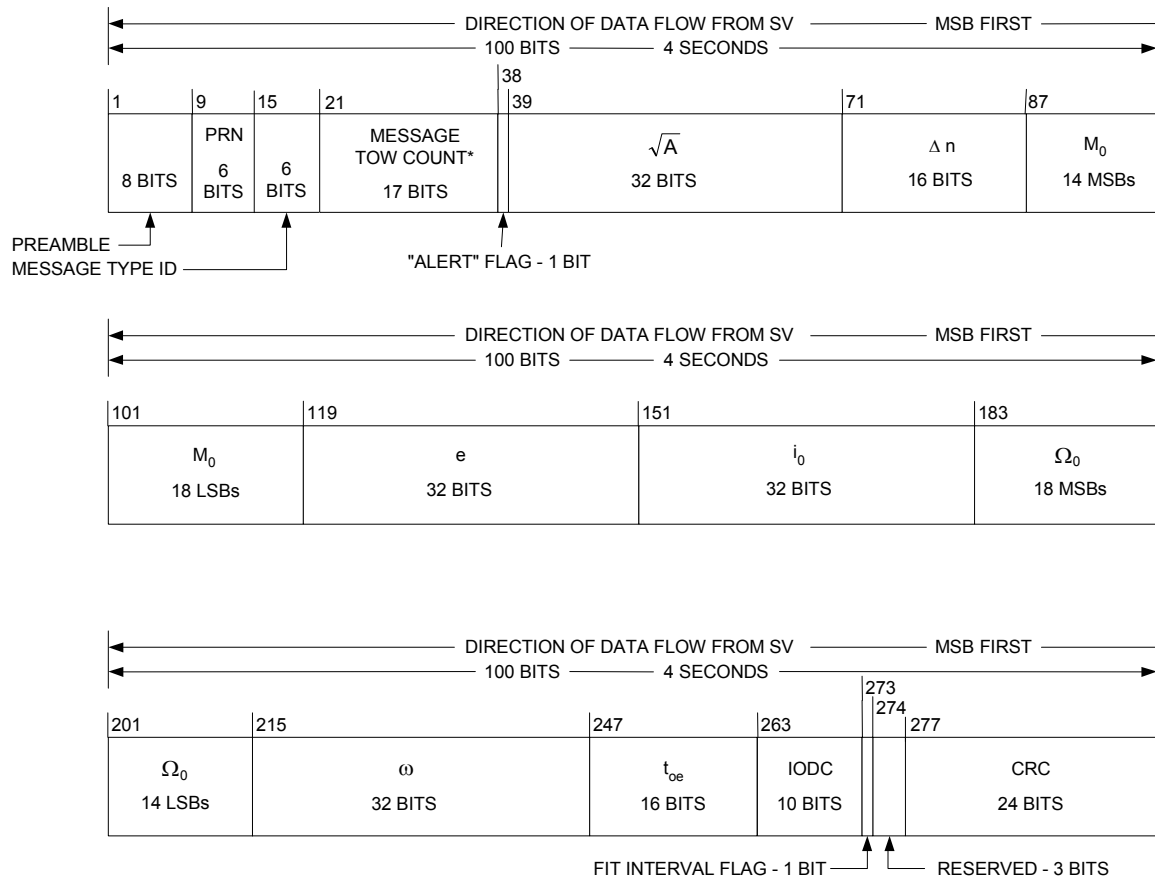 DIRECTION OF DATA FLOW FROM SV MSB FIRST
100 BITS 4 SECONDS
38
1 9 15 21 39 71 87
8 BITS
PRN
6
BITS
6
BITS
MESSAGE
TOW COUNT*
17 BITS
√A
32 BITS
Δ n
16 BITS
M₀
14 MSBs
PREAMBLE
MESSAGE TYPE ID
"ALERT" FLAG - 1 BIT
DIRECTION OF DATA FLOW FROM SV MSB FIRST
100 BITS 4 SECONDS
101 119 151 183
M₀
18 LSBs
e
32 BITS
i₀
32 BITS
Ω₀
18 MSBs
DIRECTION OF DATA FLOW FROM SV MSB FIRST
100 BITS 4 SECONDS
273
274
201 215 247 263 277
Ω₀
14 LSBs
ω
32 BITS
tₒₑ
16 BITS
IODC
10 BITS
CRC
24 BITS
FIT INTERVAL FLAG - 1 BIT
RESERVED - 3 BITS